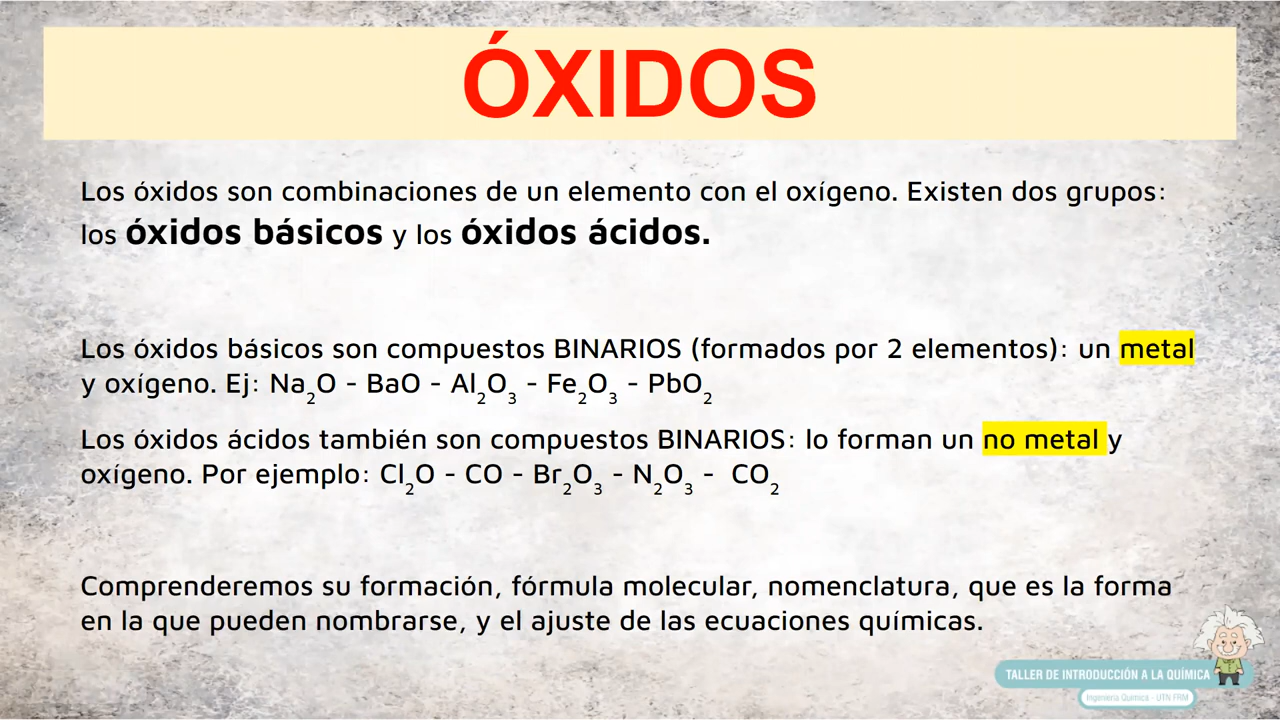 ÓXIDOS
Los óxidos son combinaciones de un elemento con el oxígeno. Existen dos grupos:
los óxidos básicos y los óxidos ácidos.
Los óxidos básicos son compuestos BINARIOS (formados por 2 elementos): un metal
y oxígeno. Ej: Na₂O - BaO - Al₂O₃ - Fe₂O₃ - PbO₂
Los óxidos ácidos también son compuestos BINARIOS: lo forman un no metal y
oxígeno. Por ejemplo: Cl₂O - CO - Br₂O₃ - N₂O₃ - CO₂
Comprenderemos su formación, fórmula molecular, nomenclatura, que es la forma
en la que pueden nombrarse, y el ajuste de las ecuaciones químicas.
TALLER DE INTRODUCCIÓN A LA QUÍMICA
Ingeniería Química - UTN FRM